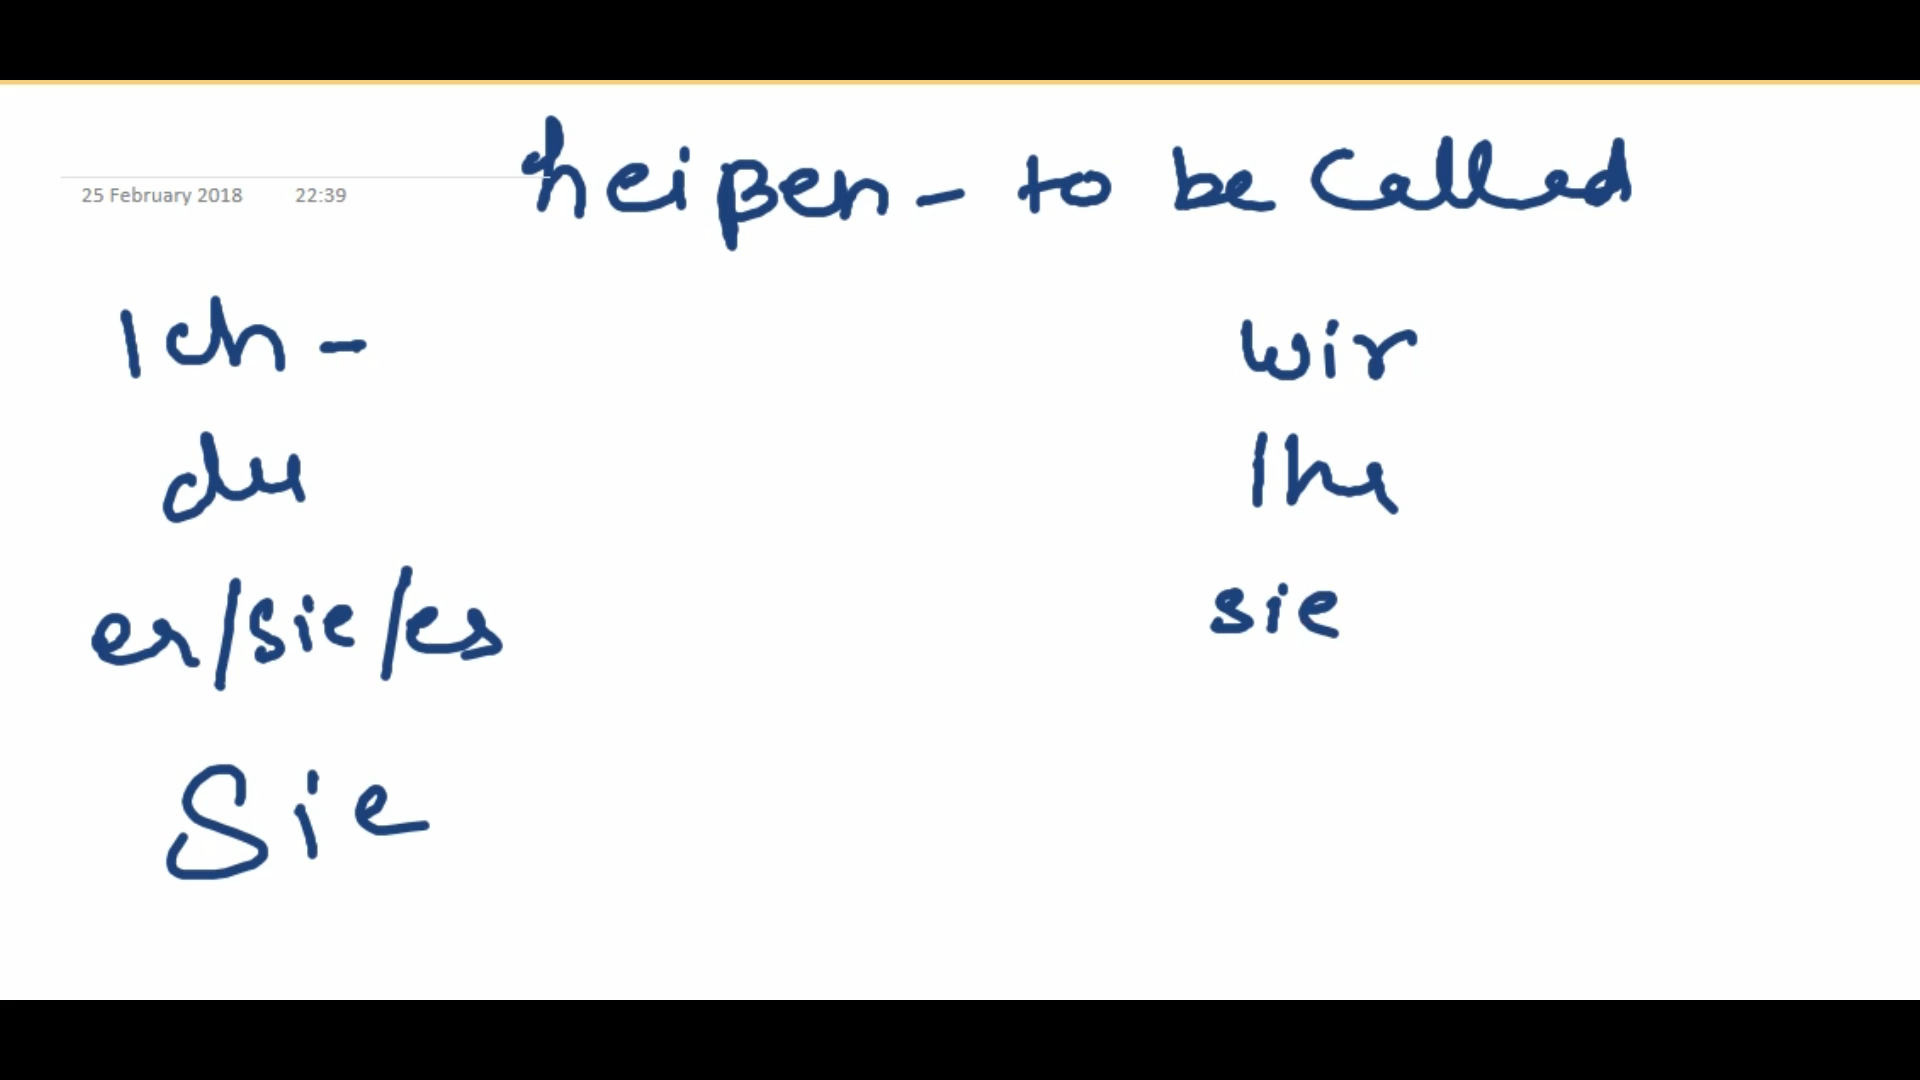 heißen - to be called
25 February 2018 22:39
Ich -
du
er/sie/es
Sie
wir
Ihr
sie